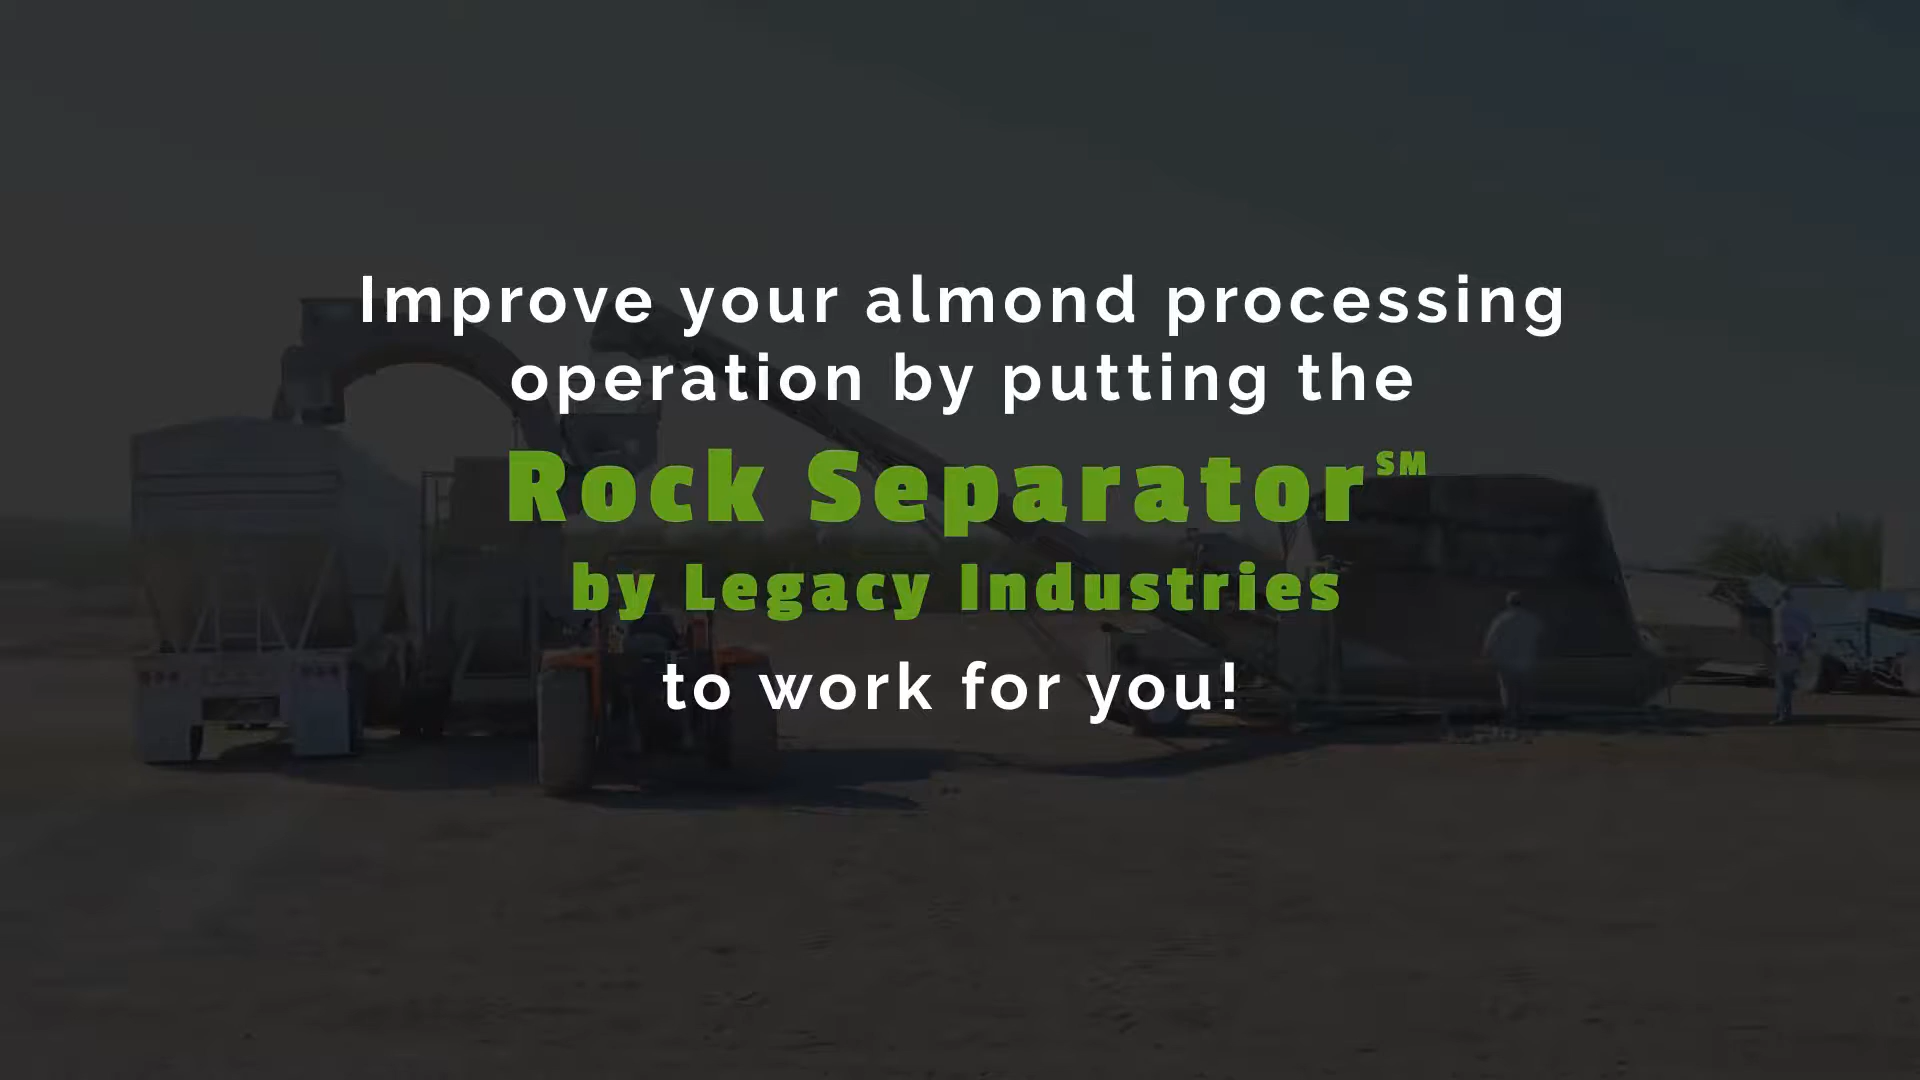 Improve your almond processing
operation by putting the
Rock Separator℠
by Legacy Industries
to work for you!